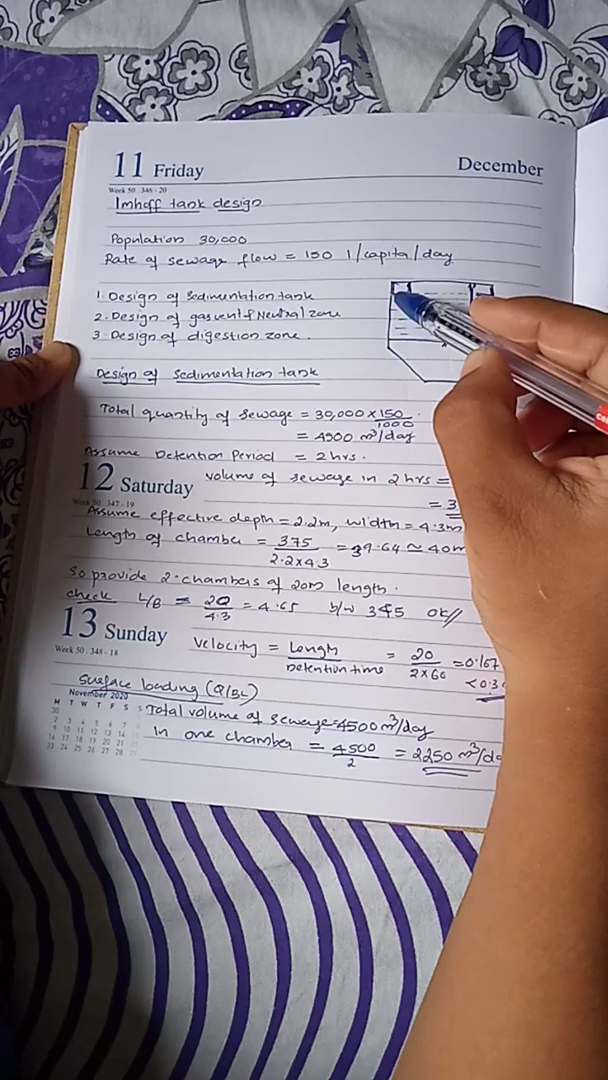 11 Friday
December
Week 50 . 346 - 20
Imhoff tank design
Population 30,000
Rate of sewage flow = 150 l/capita/day
1. Design of Sedimentation tank
2. Design of gasvent & Neutral zone
3. Design of digestion zone.
Design of Sedimentation tank
Total quantity of sewage = 30,000 x 150
1000
= 4500 m³/day
Assume Detention Period = 2 hrs.
12 Saturday
Week 50 . 347 - 19
volume of sewage in 2 hrs =
= 3
Assume effective depth = 2.2m, width = 4.3m
Length of chamber = 375 = 39.64 ≃ 40m
2.2 x 4.3
So provide 2 chambers of 20m length.
check L/B = 20 = 4.65 b/w 3 & 5 ok//
4.3
13 Sunday
Week 50 . 348 - 18
Velocity = Length = 20 = 0.167
Detention time 2x60 < 0.3
Surface loading (Q/BL)
November 2020
M T W T F S S
Total volume of sewage = 4500 m³/day
in one chamber = 4500 = 2250 m³/d
2